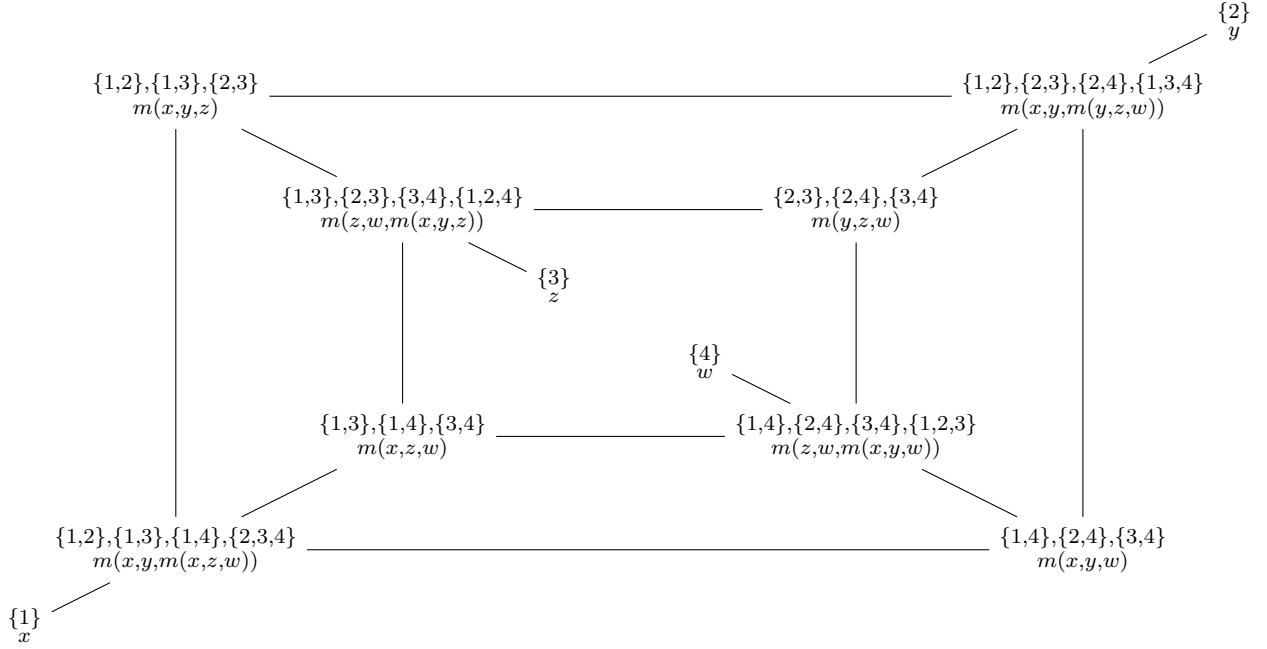 {2}
y
{1,2},{1,3},{2,3}
m(x,y,z)
{1,2},{2,3},{2,4},{1,3,4}
m(x,y,m(y,z,w))
{1,3},{2,3},{3,4},{1,2,4}
m(z,w,m(x,y,z))
{2,3},{2,4},{3,4}
m(y,z,w)
{3}
z
{4}
w
{1,3},{1,4},{3,4}
m(x,z,w)
{1,4},{2,4},{3,4},{1,2,3}
m(z,w,m(x,y,w))
{1,2},{1,3},{1,4},{2,3,4}
m(x,y,m(x,z,w))
{1,4},{2,4},{3,4}
m(x,y,w)
{1}
x